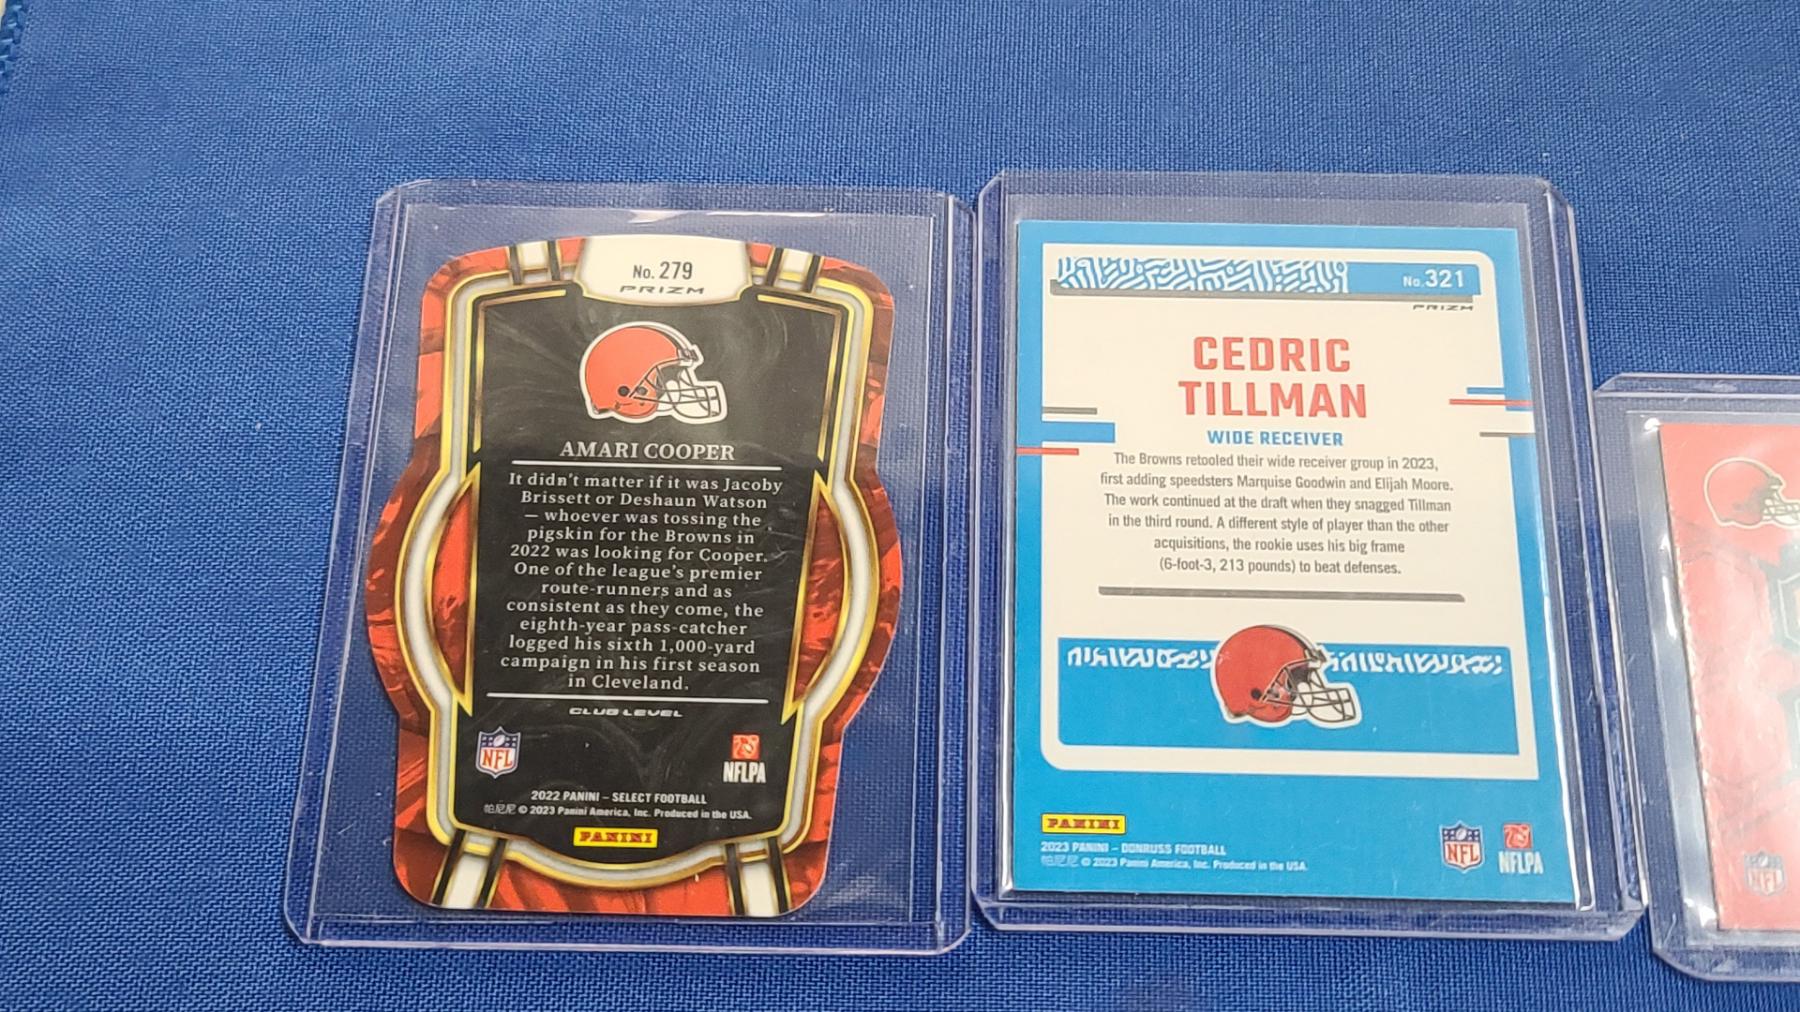 No. 279
PRIZM
AMARI COOPER
It didn't matter if it was Jacoby
Brissett or Deshaun Watson
— whoever was tossing the
pigskin for the Browns in
2022 was looking for Cooper.
One of the league's premier
route-runners and as
consistent as they come, the
eighth-year pass-catcher
logged his sixth 1,000-yard
campaign in his first season
in Cleveland.
CLUB LEVEL
NFL
NFLPA
2022 PANINI – SELECT FOOTBALL
帕尼尼 © 2023 Panini America, Inc. Produced in the USA.
PANINI
No. 321
PRIZM
CEDRIC
TILLMAN
WIDE RECEIVER
The Browns retooled their wide receiver group in 2023,
first adding speedsters Marquise Goodwin and Elijah Moore.
The work continued at the draft when they snagged Tillman
in the third round. A different style of player than the other
acquisitions, the rookie uses his big frame
(6-foot-3, 213 pounds) to beat defenses.
PANINI
2023 PANINI – DONRUSS FOOTBALL
帕尼尼 © 2023 Panini America, Inc. Produced in the USA.
NFL
NFLPA
NFL